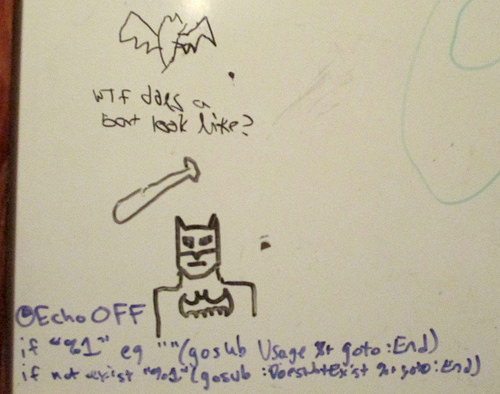 WTF does a
bat look like?
@Echo OFF
if "%1" eq ""(gosub Usage %+ goto :End)
if not exist "%1"(gosub :DoesNotExist %+ goto :End)